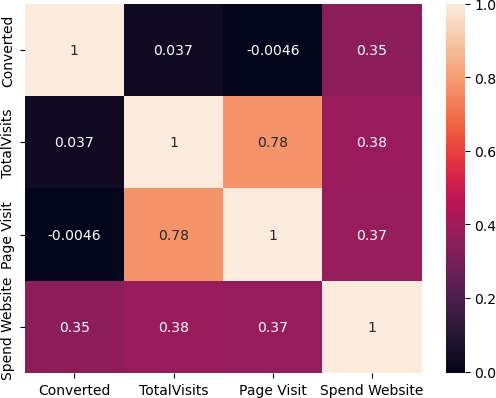 Converted 1 0.037 -0.0046 0.35
TotalVisits 0.037 1 0.78 0.38
Page Visit -0.0046 0.78 1 0.37
Spend Website 0.35 0.38 0.37 1
Converted TotalVisits Page Visit Spend Website
1.0
0.8
0.6
0.4
0.2
0.0